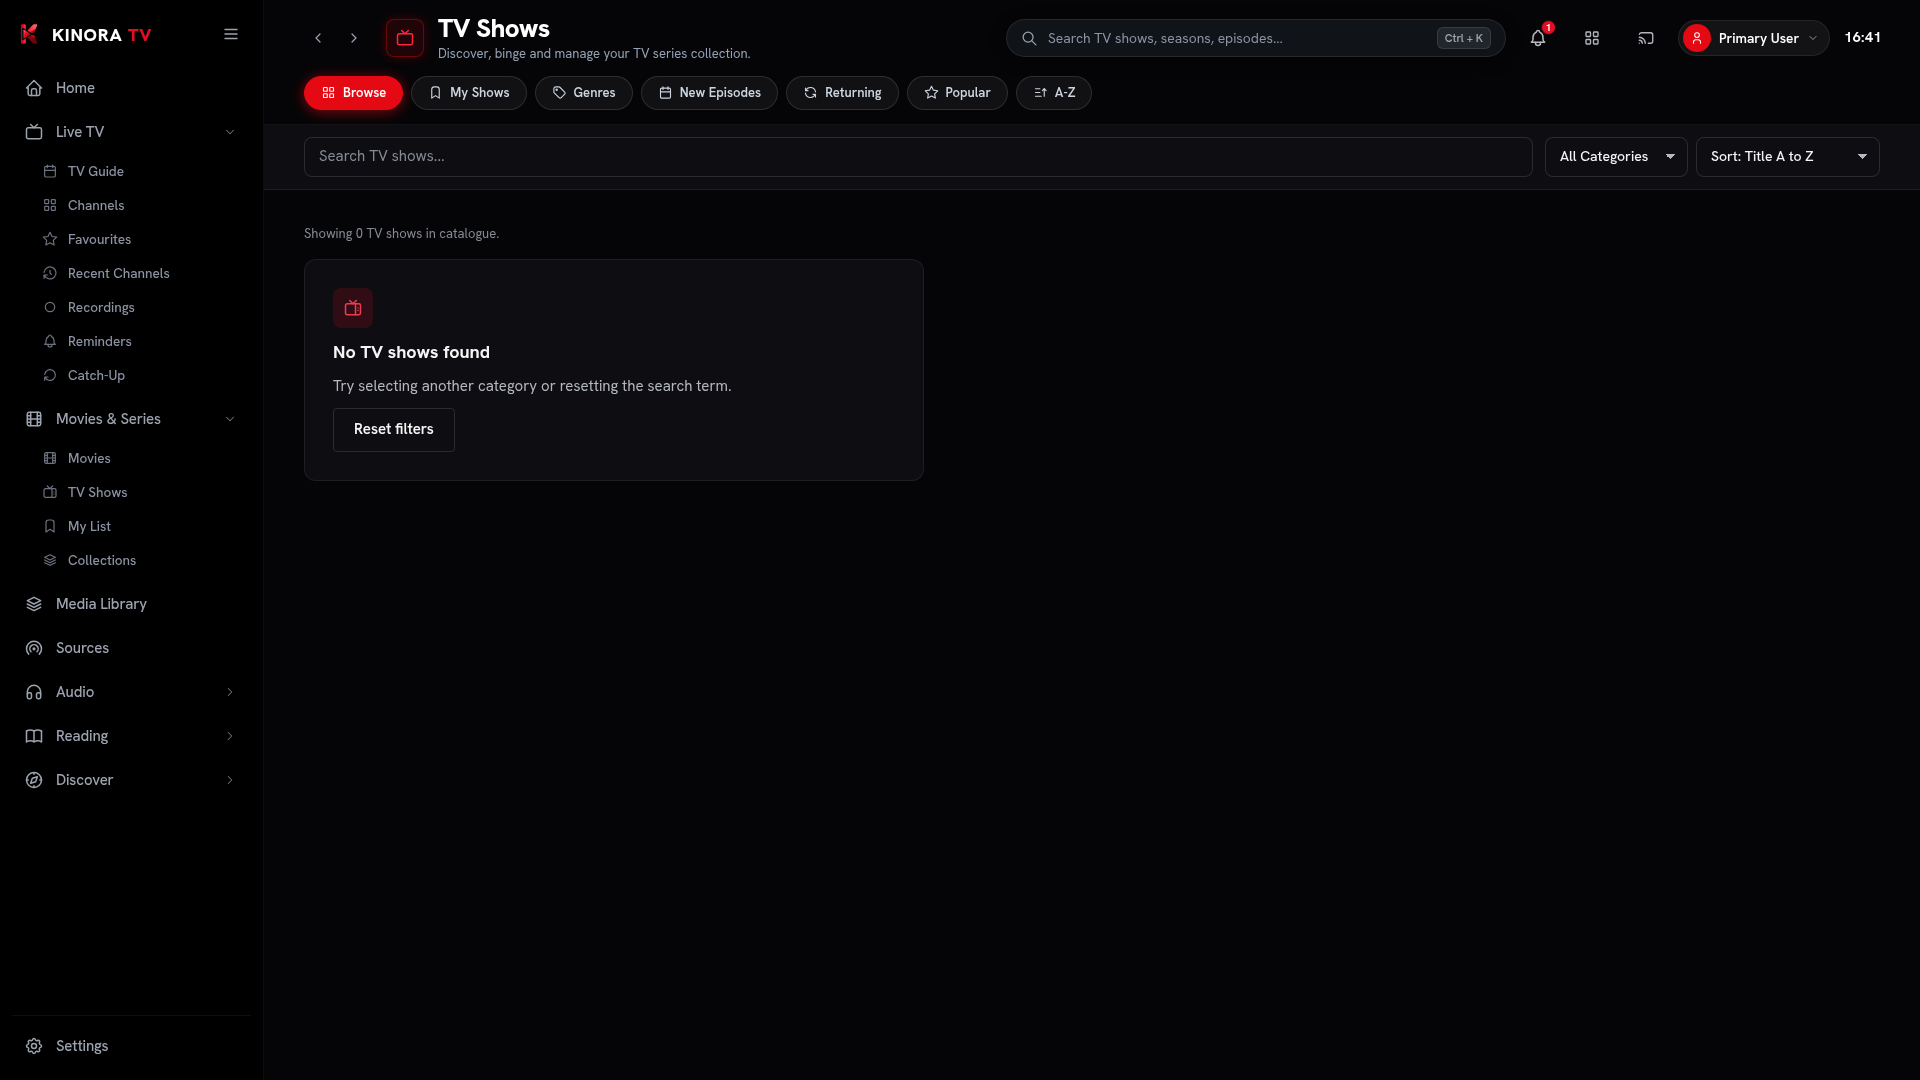 KINORA TV
Home
Live TV
TV Guide
Channels
Favourites
Recent Channels
Recordings
Reminders
Catch-Up
Movies & Series
Movies
TV Shows
My List
Collections
Media Library
Sources
Audio
Reading
Discover
Settings
TV Shows
Discover, binge and manage your TV series collection.
Search TV shows, seasons, episodes...
Ctrl + K
1
Primary User
16:41
Browse
My Shows
Genres
New Episodes
Returning
Popular
A-Z
Search TV shows...
All Categories
Sort: Title A to Z
Showing 0 TV shows in catalogue.
No TV shows found
Try selecting another category or resetting the search term.
Reset filters